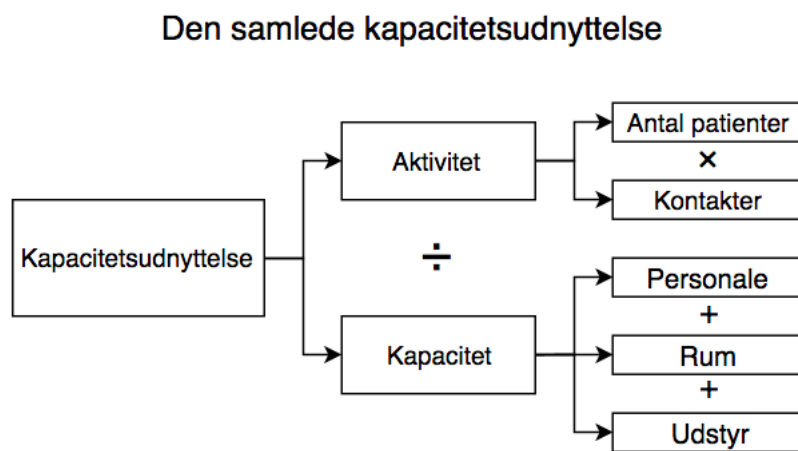 Den samlede kapacitetsudnyttelse
Antal patienter
×
Aktivitet
Kontakter
Kapacitetsudnyttelse
÷
Personale
+
Kapacitet
Rum
+
Udstyr